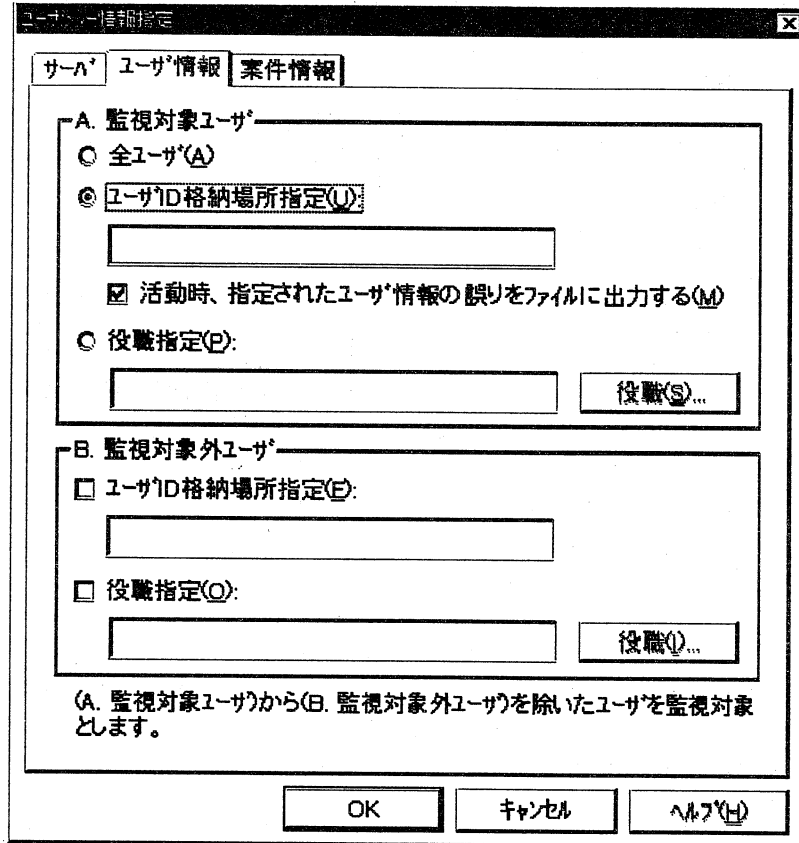 情報指定
サーバ
ユーザ情報
案件情報
A. 監視対象ユーザ
全ユーザ(A)
ユーザID格納場所指定(U):
活動時、指定されたユーザ情報の誤りをファイルに出力する(M)
役職指定(P):
役職(S)...
B. 監視対象外ユーザ
ユーザID格納場所指定(E):
役職指定(O):
役職(I)...
(A. 監視対象ユーザ)から(B. 監視対象外ユーザ)を除いたユーザを監視対象
とします。
OK
キャンセル
ヘルプ(H)